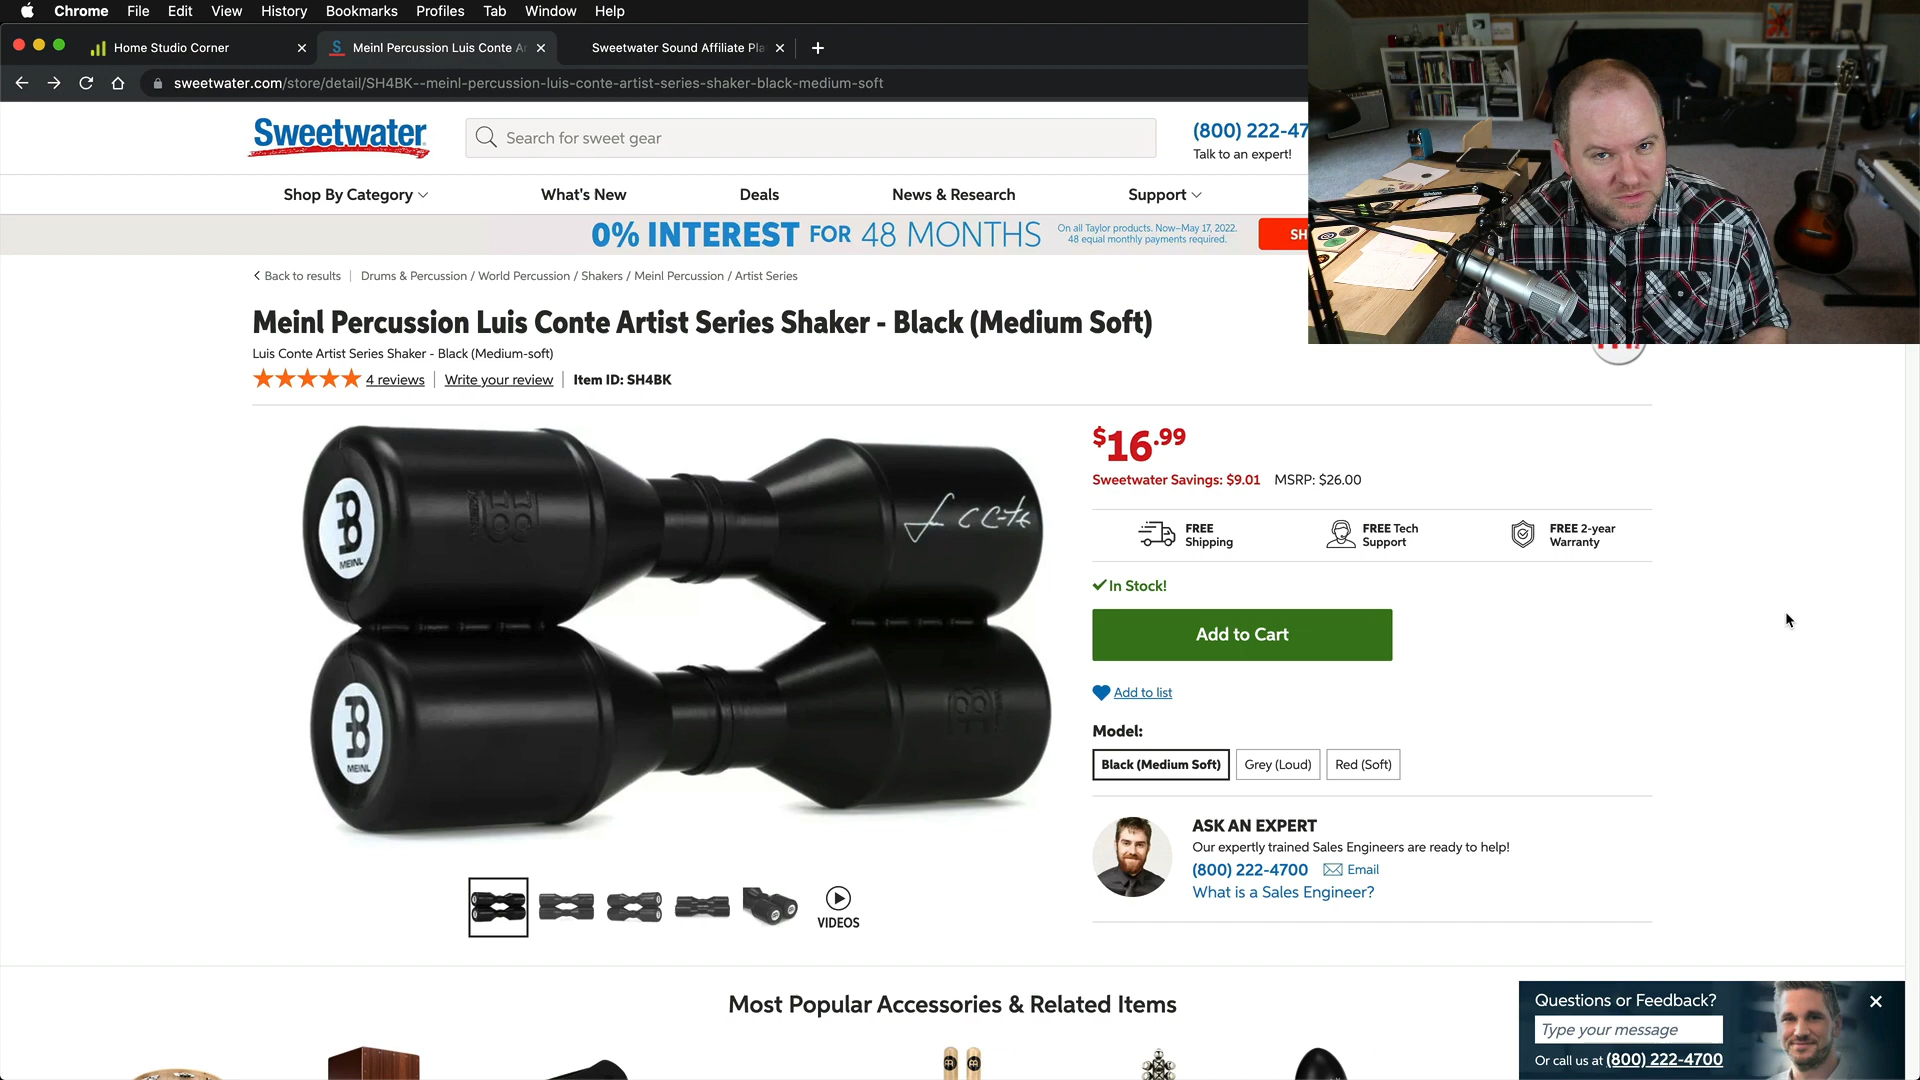 Chrome File Edit View History Bookmarks Profiles Tab Window Help
Home Studio Corner
Meinl Percussion Luis Conte Ar
Sweetwater Sound Affiliate Pla
sweetwater.com/store/detail/SH4BK--meinl-percussion-luis-conte-artist-series-shaker-black-medium-soft
Sweetwater
Search for sweet gear
(800) 222-47
Talk to an expert!
Shop By Category What's New Deals News & Research Support
0% INTEREST FOR 48 MONTHS
On all Taylor products. Now–May 17, 2022.
48 equal monthly payments required.
SH
Back to results Drums & Percussion / World Percussion / Shakers / Meinl Percussion / Artist Series
Meinl Percussion Luis Conte Artist Series Shaker - Black (Medium Soft)
Luis Conte Artist Series Shaker - Black (Medium-soft)
4 reviews Write your review Item ID: SH4BK
MEINL
L Conte
MEINL
$16.99
Sweetwater Savings: $9.01 MSRP: $26.00
FREE Shipping
FREE Tech Support
FREE 2-year Warranty
In Stock!
Add to Cart
Add to list
Model:
Black (Medium Soft) Grey (Loud) Red (Soft)
ASK AN EXPERT
Our expertly trained Sales Engineers are ready to help!
(800) 222-4700 Email
What is a Sales Engineer?
VIDEOS
Most Popular Accessories & Related Items
Questions or Feedback?
Type your message
Or call us at (800) 222-4700